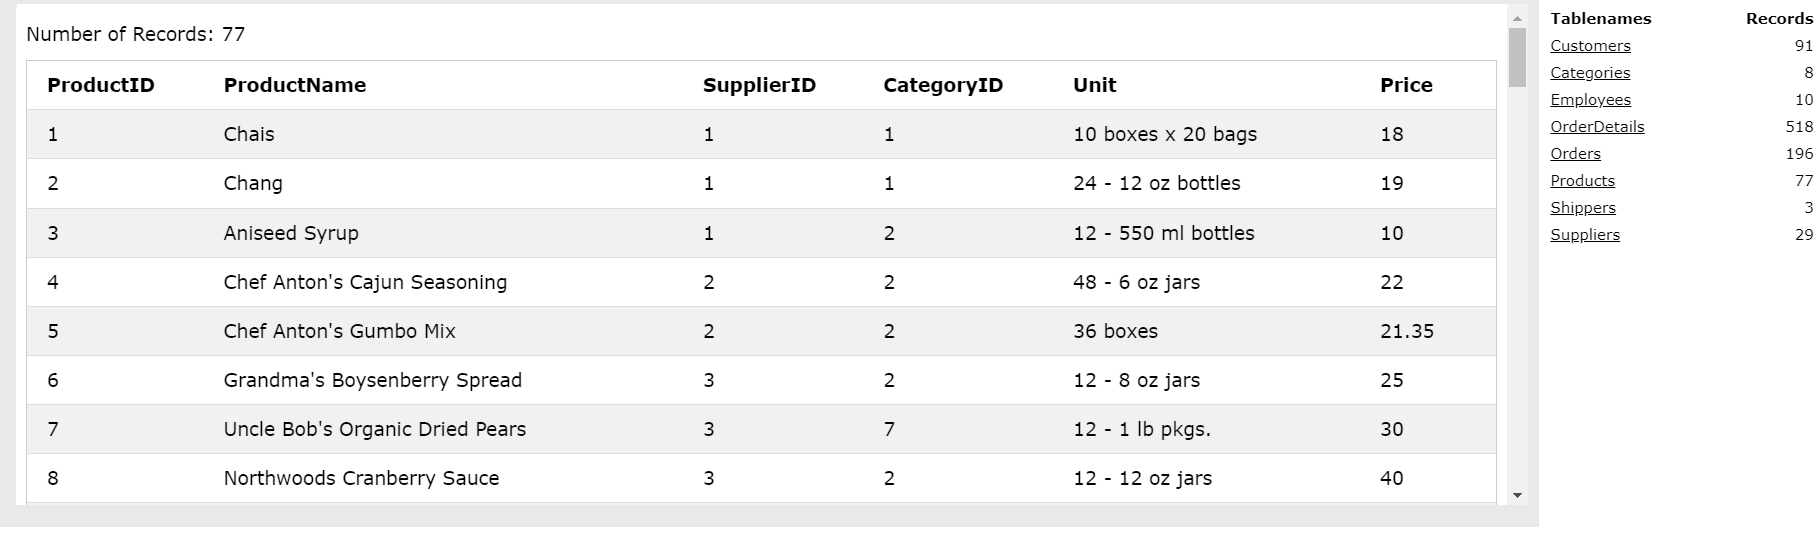 Number of Records: 77
ProductID ProductName SupplierID CategoryID Unit Price
1 Chais 1 1 10 boxes x 20 bags 18
2 Chang 1 1 24 - 12 oz bottles 19
3 Aniseed Syrup 1 2 12 - 550 ml bottles 10
4 Chef Anton's Cajun Seasoning 2 2 48 - 6 oz jars 22
5 Chef Anton's Gumbo Mix 2 2 36 boxes 21.35
6 Grandma's Boysenberry Spread 3 2 12 - 8 oz jars 25
7 Uncle Bob's Organic Dried Pears 3 7 12 - 1 lb pkgs. 30
8 Northwoods Cranberry Sauce 3 2 12 - 12 oz jars 40
Tablenames Records
Customers 91
Categories 8
Employees 10
OrderDetails 518
Orders 196
Products 77
Shippers 3
Suppliers 29